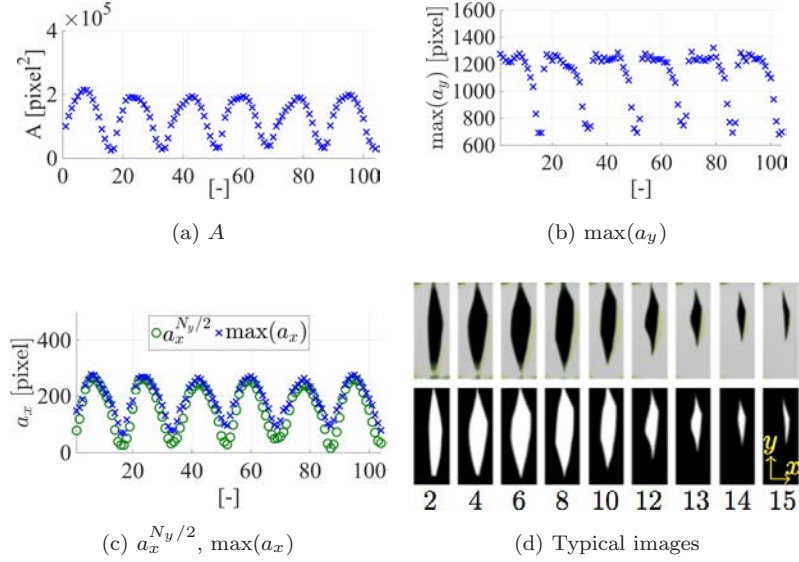 ×10^5
4
2
0
A [pixel^2]
0 20 40 60 80 100
[-]
(a) A
1600
1400
1200
1000
800
600
max(a_y) [pixel]
0 20 40 60 80 100
[-]
(b) max(a_y)
400
200
0
a_x [pixel]
a_x^{N_y/2} max(a_x)
20 40 60 80 100
[-]
(c) a_x^{N_y/2}, max(a_x)
y
x
2 4 6 8 10 12 13 14 15
(d) Typical images